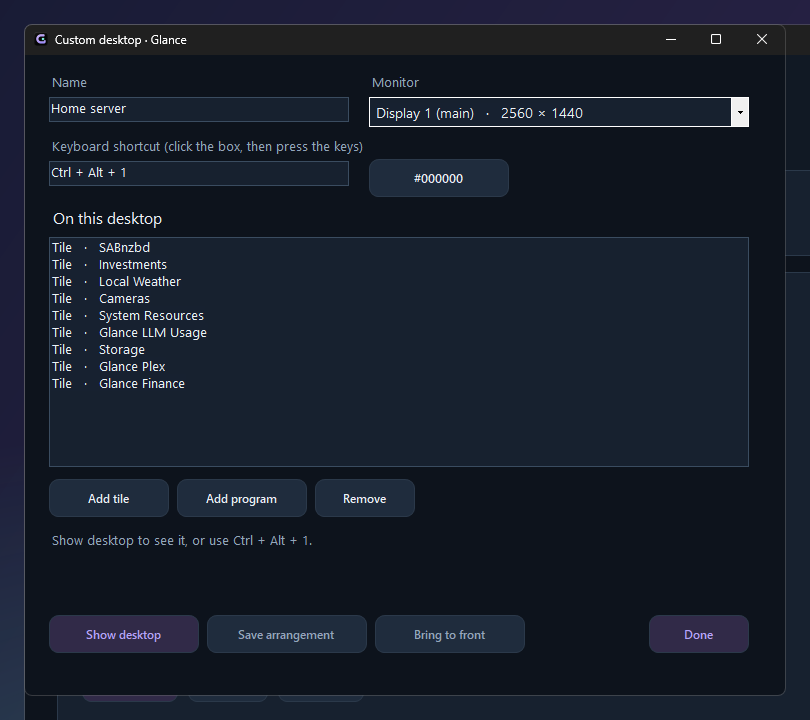 Custom desktop · Glance
Name
Monitor
Home server
Display 1 (main) · 2560 × 1440
Keyboard shortcut (click the box, then press the keys)
Ctrl + Alt + 1
#000000
On this desktop
Tile · SABnzbd
Tile · Investments
Tile · Local Weather
Tile · Cameras
Tile · System Resources
Tile · Glance LLM Usage
Tile · Storage
Tile · Glance Plex
Tile · Glance Finance
Add tile
Add program
Remove
Show desktop to see it, or use Ctrl + Alt + 1.
Show desktop
Save arrangement
Bring to front
Done